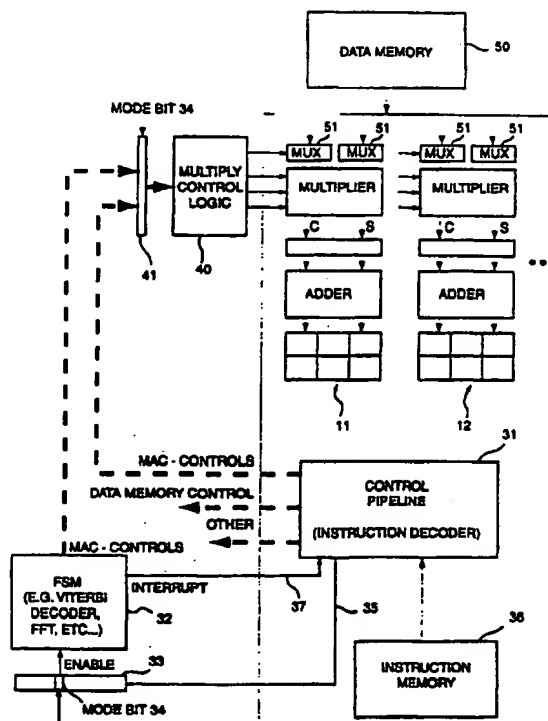 50
DATA MEMORY
MODE BIT 34
51 51 51 51
MUX MUX MUX MUX
MULTIPLY
CONTROL
LOGIC
MULTIPLIER MULTIPLIER
C S C S
41
40
ADDER ADDER
11 12
31
MAC - CONTROLS
DATA MEMORY CONTROL
OTHER
CONTROL
PIPELINE
(INSTRUCTION DECODER)
MAC - CONTROLS
INTERRUPT
FSM
(E.G. VITERBI
DECODER,
FFT, ETC...)
32
37
35
36
ENABLE
33
INSTRUCTION
MEMORY
MODE BIT 34